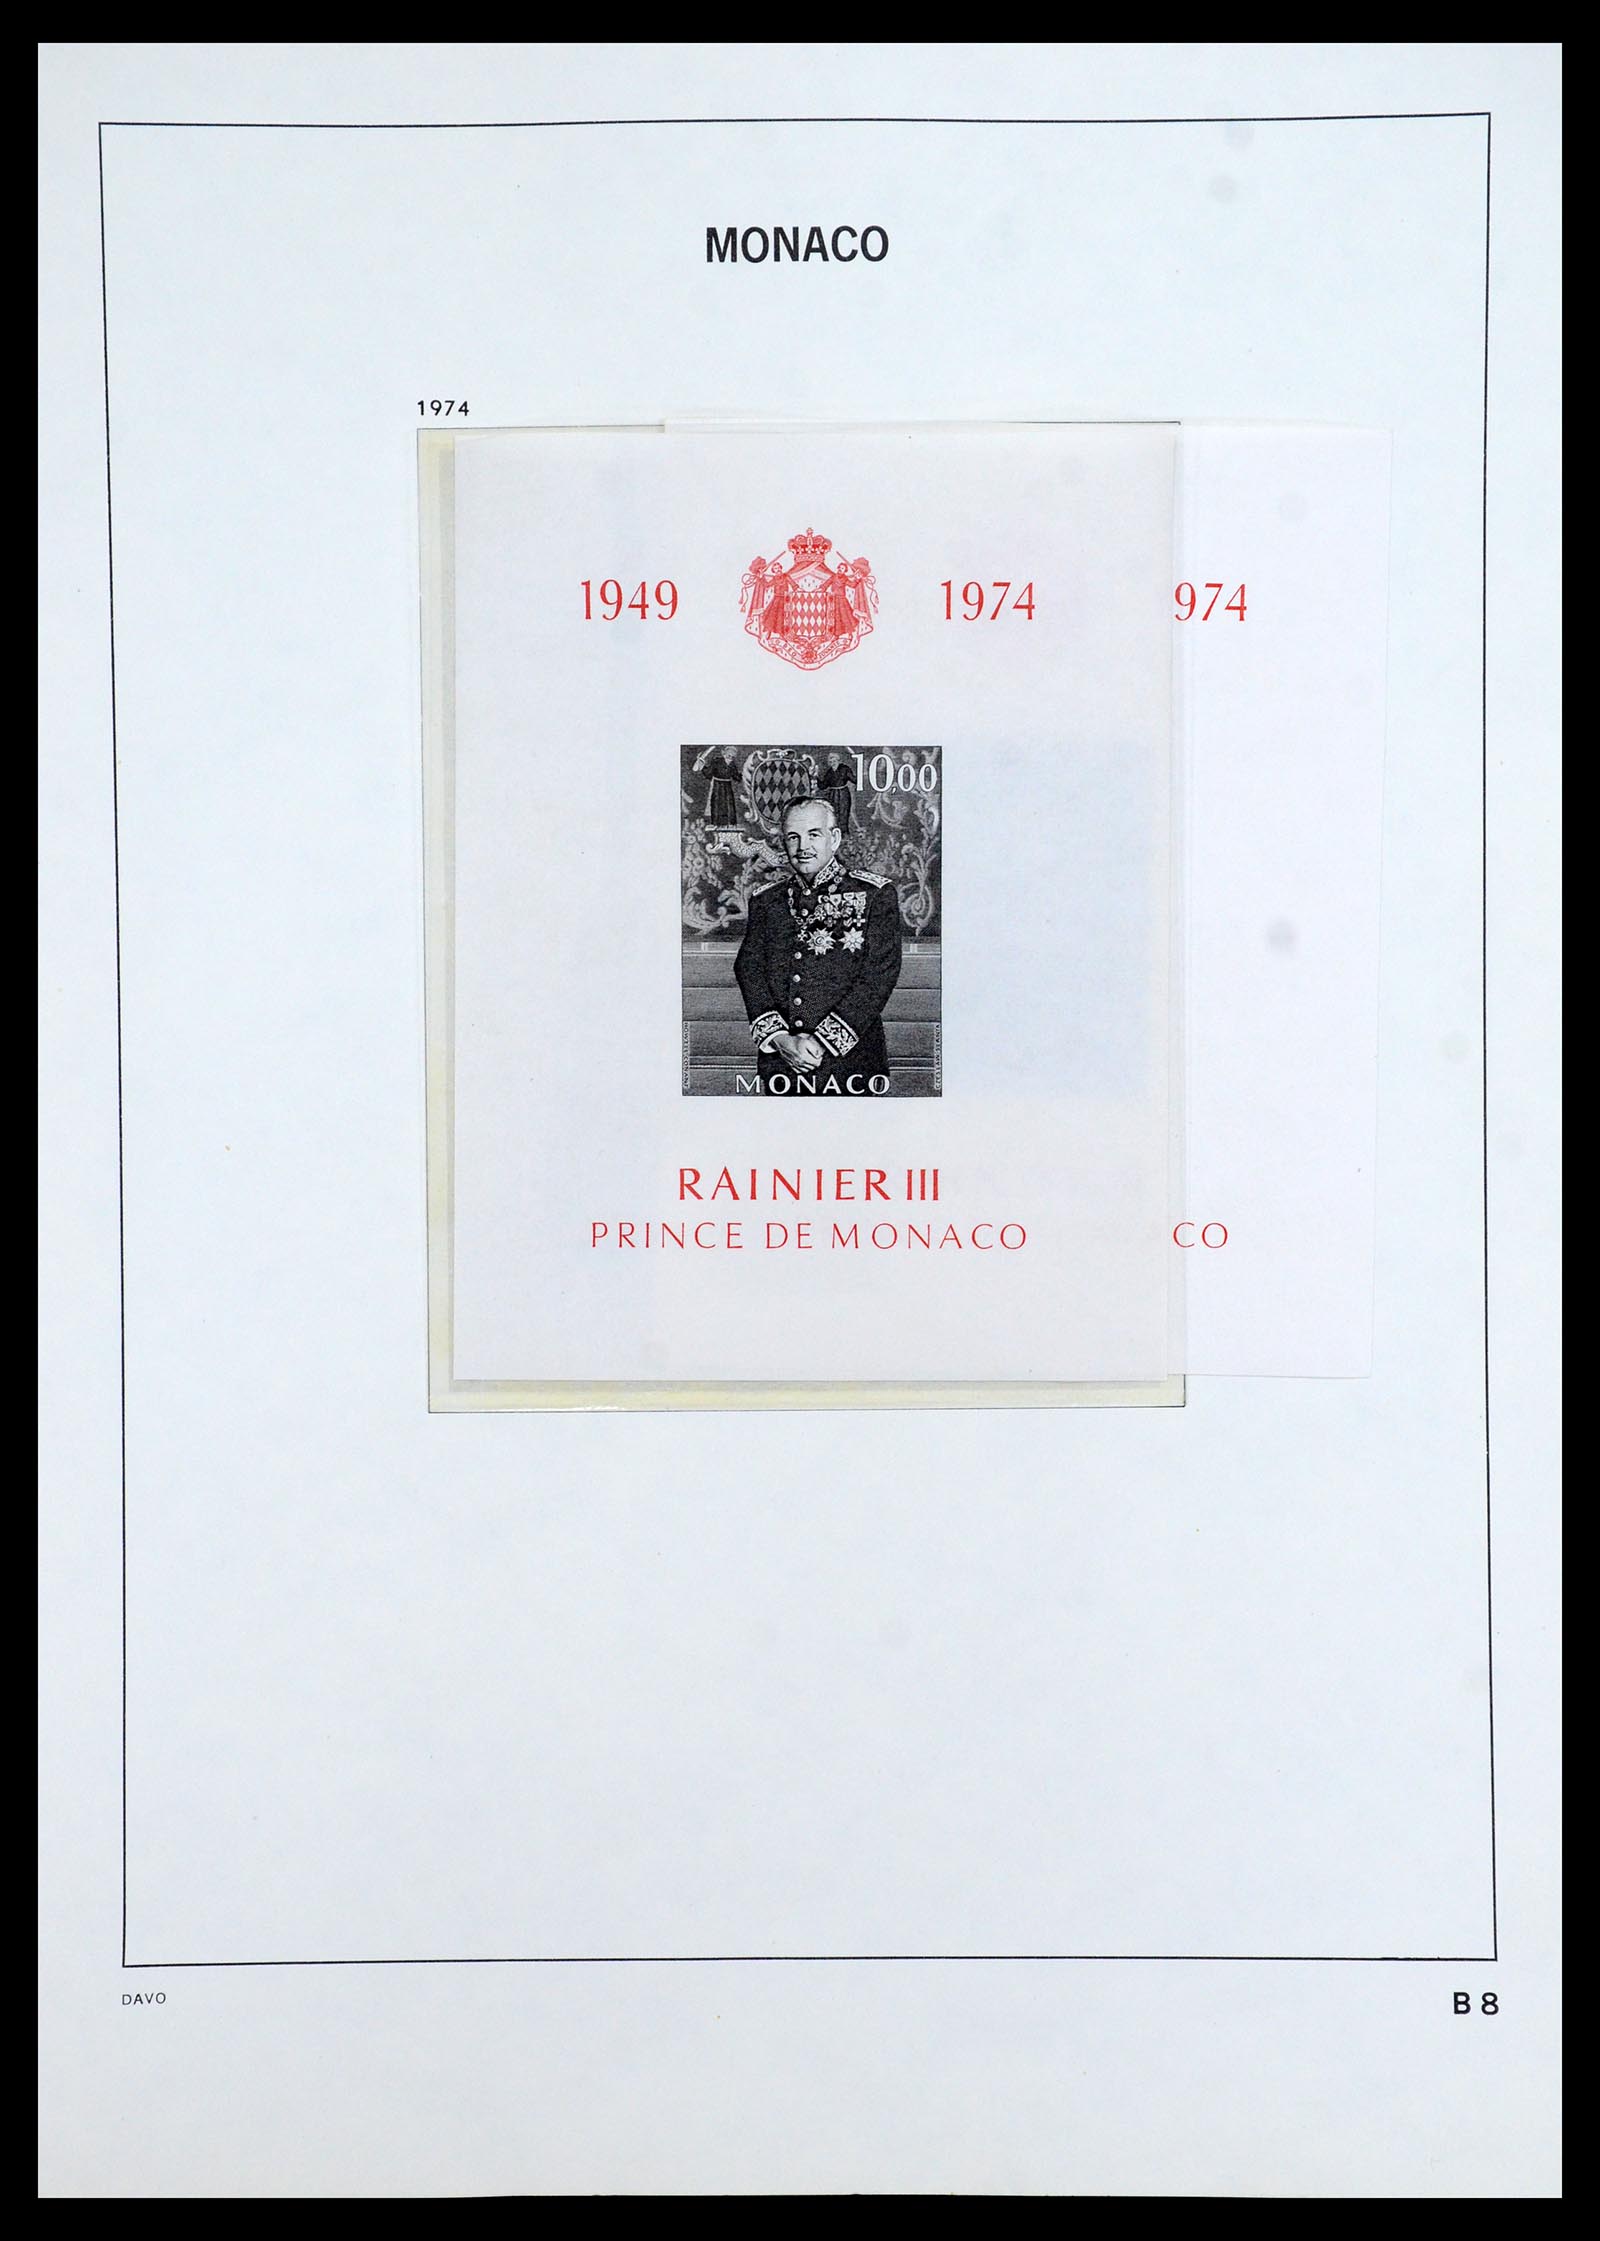 MONACO
1974
1949 1974 974
10,00
MONACO
RAINIER III
PRINCE DE MONACO CO
DAVO B 8